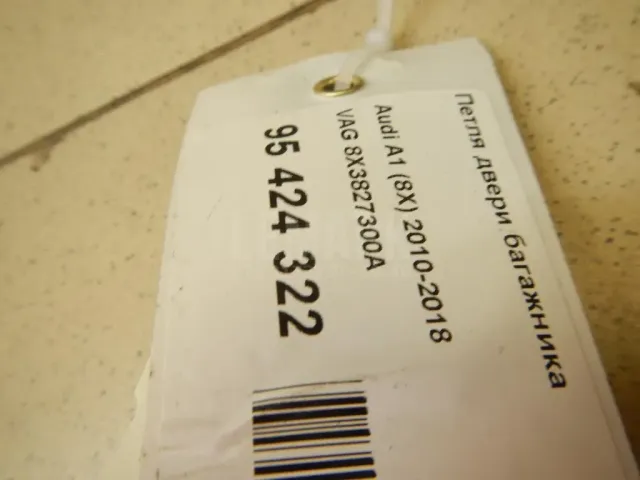 Петля двери багажника
Audi A1 (8X) 2010-2018
VAG 8X3827300A
95 424 322